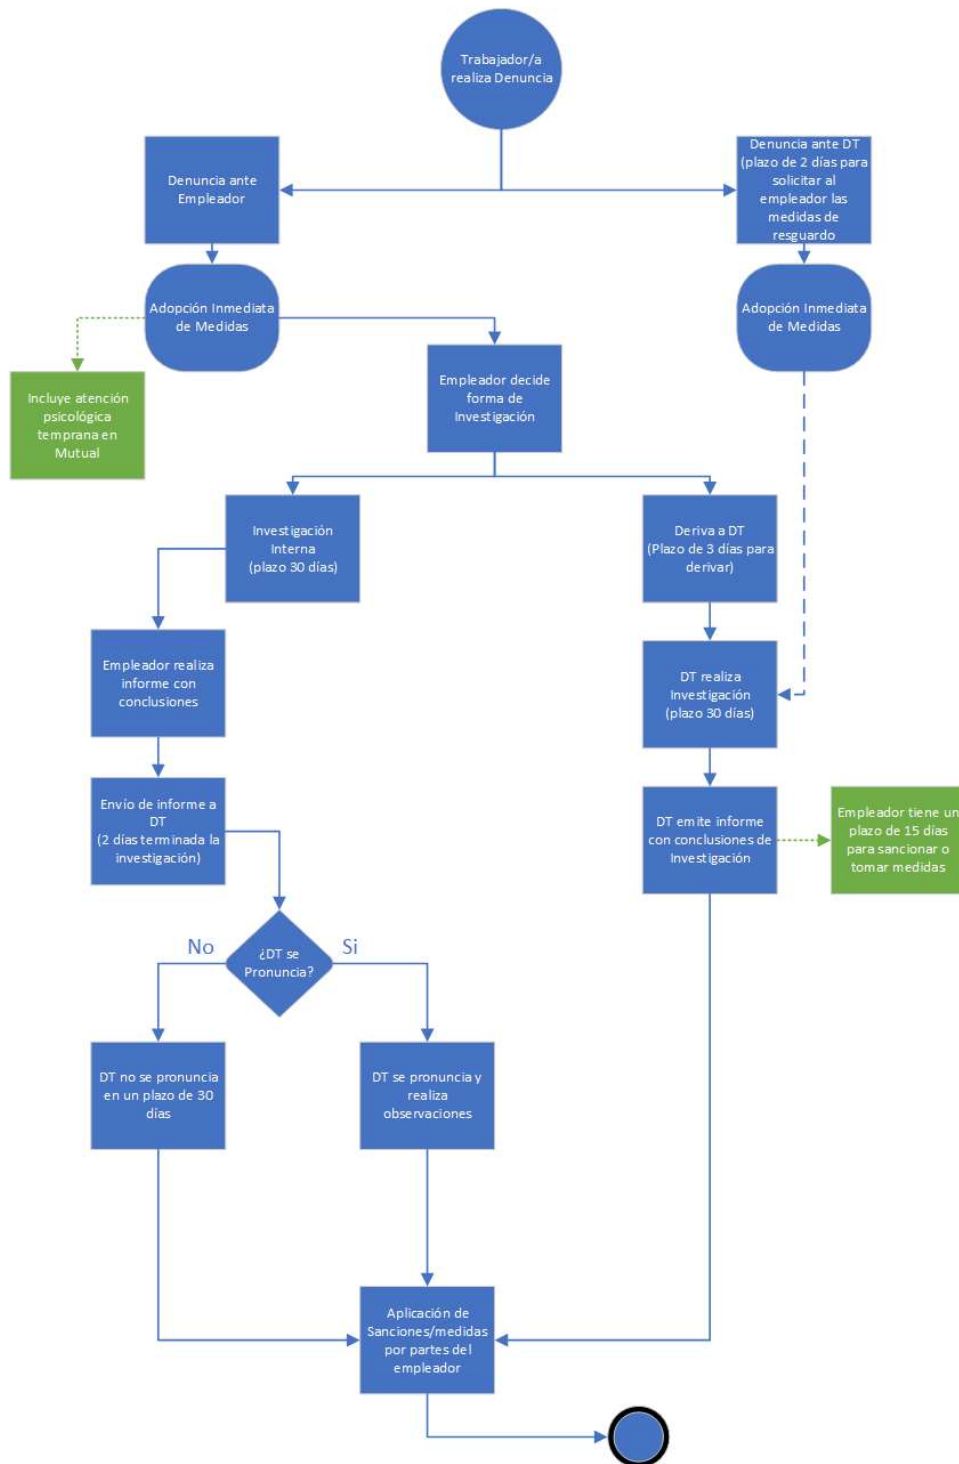 Trabajador/a
realiza Denuncia
Denuncia ante
Empleador
Denuncia ante DT
(plazo de 2 días para
solicitar al
empleador las
medidas de
resguardo
Adopción Inmediata
de Medidas
Adopción Inmediata
de Medidas
Incluye atención
psicológica
temprana en
Mutual
Empleador decide
forma de
Investigación
Investigación
Interna
(plazo 30 días)
Deriva a DT
(Plazo de 3 días para
derivar)
Empleador realiza
informe con
conclusiones
DT realiza
Investigación
(plazo 30 días)
Envío de informe a
DT
(2 días terminada la
investigación)
DT emite informe
con conclusiones de
Investigación
Empleador tiene un
plazo de 15 días
para sancionar o
tomar medidas
No
¿DT se
Pronuncia?
Si
DT no se pronuncia
en un plazo de 30
días
DT se pronuncia y
realiza
observaciones
Aplicación de
Sanciones/medidas
por partes del
empleador